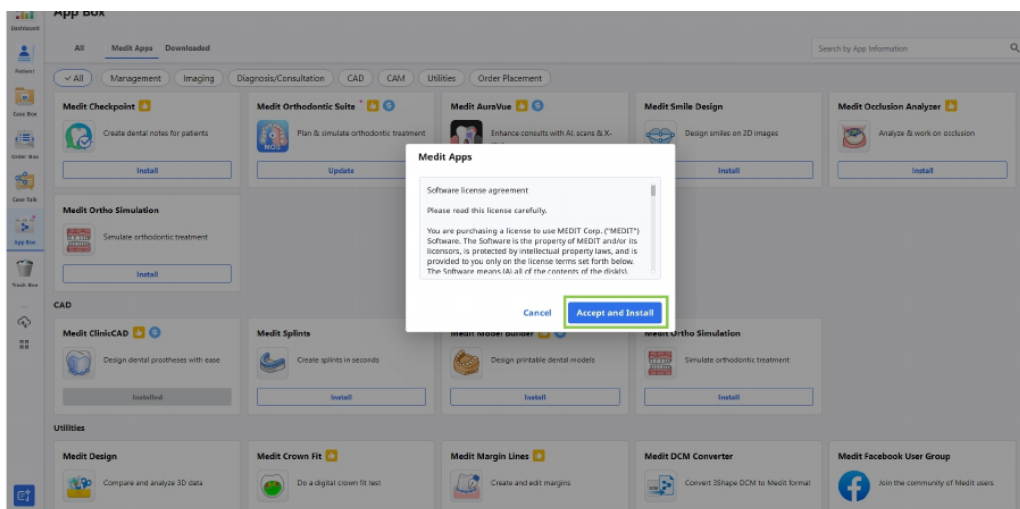 Dashboard
App Box
All Medit Apps Downloaded
Search by App Information
Patient
All Management Imaging Diagnosis/Consultation CAD CAM Utilities Order Placement
Case Box
Medit Checkpoint
Create dental notes for patients
Install
Medit Orthodontic Suite
MOS
Plan & simulate orthodontic treatment
Update
Medit AuraVue
Enhance consults with AI, scans & X-
Medit Smile Design
Design smiles on 2D images
Install
Medit Occlusion Analyzer
Analyze & work on occlusion
Install
Order Box
Case Talk
App Box
Trash Box
Medit Ortho Simulation
Simulate orthodontic treatment
Install
Medit Apps
Software license agreement
Please read this license carefully.
You are purchasing a license to use MEDIT Corp. ("MEDIT")
Software. The Software is the property of MEDIT and/or its
licensors, is protected by intellectual property laws, and is
provided to you only on the license terms set forth below.
The Software means (A) all of the contents of the disk(s).
Cancel Accept and Install
CAD
Medit ClinicCAD
Design dental prostheses with ease
Installed
Medit Splints
Create splints in seconds
Install
Medit Model Builder
Design printable dental models
Install
Medit Ortho Simulation
Simulate orthodontic treatment
Install
Utilities
Medit Design
Compare and analyze 3D data
Medit Crown Fit
Do a digital crown fit test
Medit Margin Lines
Create and edit margins
Medit DCM Converter
Convert 3Shape DCM to Medit format
Medit Facebook User Group
Join the community of Medit users